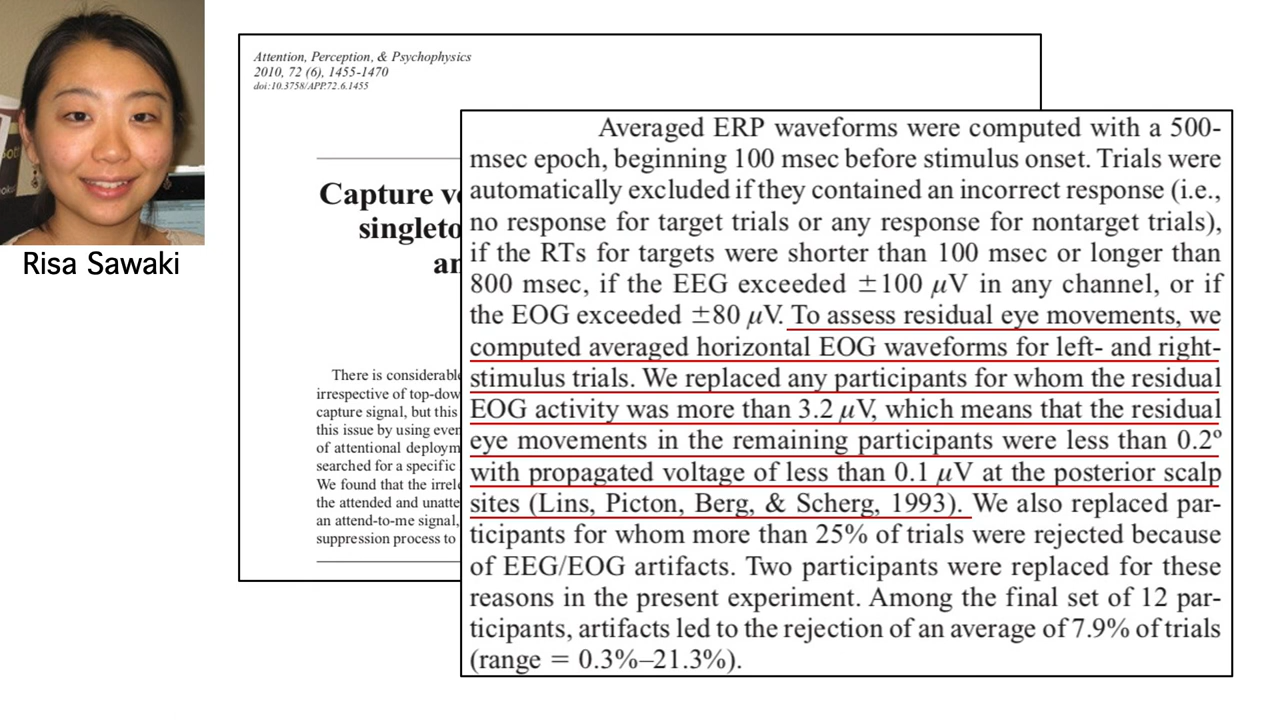 Risa Sawaki
Attention, Perception, & Psychophysics
2010, 72 (6), 1455-1470
doi:10.3758/APP.72.6.1455
Capture
singleto
an
There is considerabl
irrespective of top-dow
capture signal, but this
this issue by using even
of attentional deploym
searched for a specific
We found that the irrele
the attended and unatte
an attend-to-me signal,
suppression process to
Averaged ERP waveforms were computed with a 500-
msec epoch, beginning 100 msec before stimulus onset. Trials were
automatically excluded if they contained an incorrect response (i.e.,
no response for target trials or any response for nontarget trials),
if the RTs for targets were shorter than 100 msec or longer than
800 msec, if the EEG exceeded ±100 μV in any channel, or if
the EOG exceeded ±80 μV. To assess residual eye movements, we
computed averaged horizontal EOG waveforms for left- and right-
stimulus trials. We replaced any participants for whom the residual
EOG activity was more than 3.2 μV, which means that the residual
eye movements in the remaining participants were less than 0.2º
with propagated voltage of less than 0.1 μV at the posterior scalp
sites (Lins, Picton, Berg, & Scherg, 1993). We also replaced par-
ticipants for whom more than 25% of trials were rejected because
of EEG/EOG artifacts. Two participants were replaced for these
reasons in the present experiment. Among the final set of 12 par-
ticipants, artifacts led to the rejection of an average of 7.9% of trials
(range = 0.3%–21.3%).